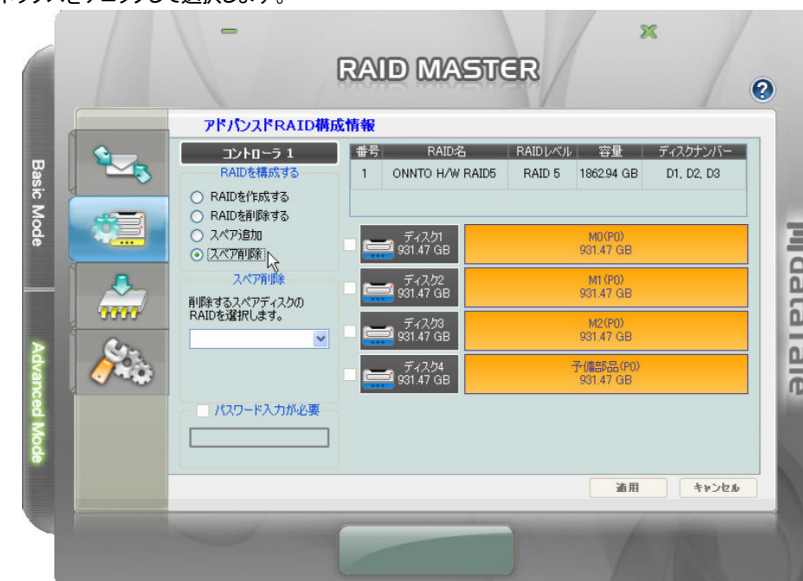 ボックスをチェックして選択します。
RAID MASTER
?
アドバンスドRAID構成情報
コントローラ 1
RAIDを構成する
RAIDを作成する
RAIDを削除する
スペア追加
スペア削除
スペア削除
削除するスペアディスクの
RAIDを選択します。
パスワード入力が必要
番号 RAID名 RAIDレベル 容量 ディスクナンバー
1 ONNTO H/W RAID5 RAID 5 1862.94 GB D1, D2, D3
ディスク1
931.47 GB
M0(P0)
931.47 GB
ディスク2
931.47 GB
M1(P0)
931.47 GB
ディスク3
931.47 GB
M2(P0)
931.47 GB
ディスク4
931.47 GB
予備部品(P0)
931.47 GB
適用 キャンセル
Basic Mode
Advanced Mode
dataTale